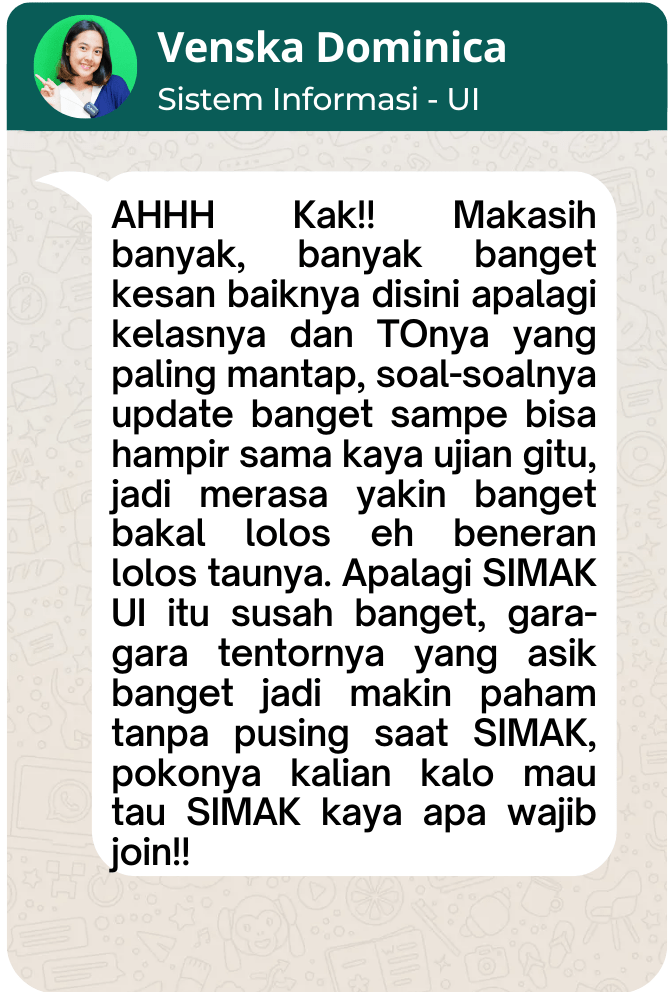 Venska Dominica
Sistem Informasi - UI
AHHH Kak!! Makasih
banyak, banyak banget
kesan baiknya disini apalagi
kelasnya dan TOnya yang
paling mantap, soal-soalnya
update banget sampe bisa
hampir sama kaya ujian gitu,
jadi merasa yakin banget
bakal lolos eh beneran
lolos taunya. Apalagi SIMAK
UI itu susah banget, gara-
gara tentornya yang asik
banget jadi makin paham
tanpa pusing saat SIMAK,
pokonya kalian kalo mau
tau SIMAK kaya apa wajib
join!!